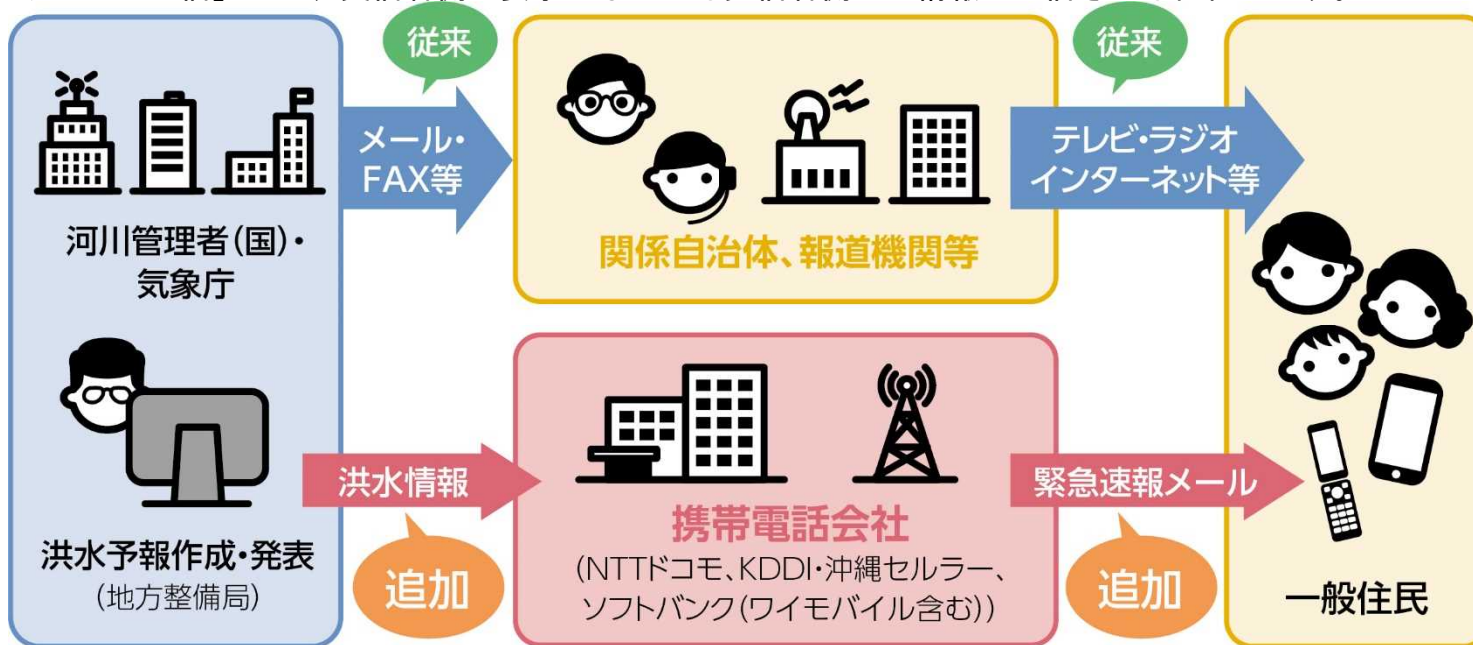 従来
従来
メール・
FAX等
テレビ・ラジオ
インターネット等
河川管理者(国)・
気象庁
関係自治体、報道機関等
洪水情報
緊急速報メール
携帯電話会社
洪水予報作成・発表
(地方整備局)
追加
(NTTドコモ、KDDI・沖縄セルラー、
ソフトバンク(ワイモバイル含む))
追加
一般住民